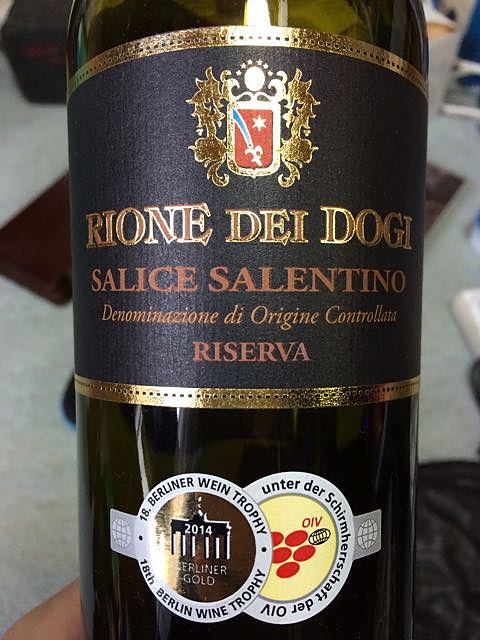 RIONE DEI DOGI
SALICE SALENTINO
Denominazione di Origine Controllata
RISERVA
18. BERLINER WEIN TROPHY
2014
BERLINER
GOLD
18th BERLIN WINE TROPHY
unter der Schirmherrschaft der OIV
OIV